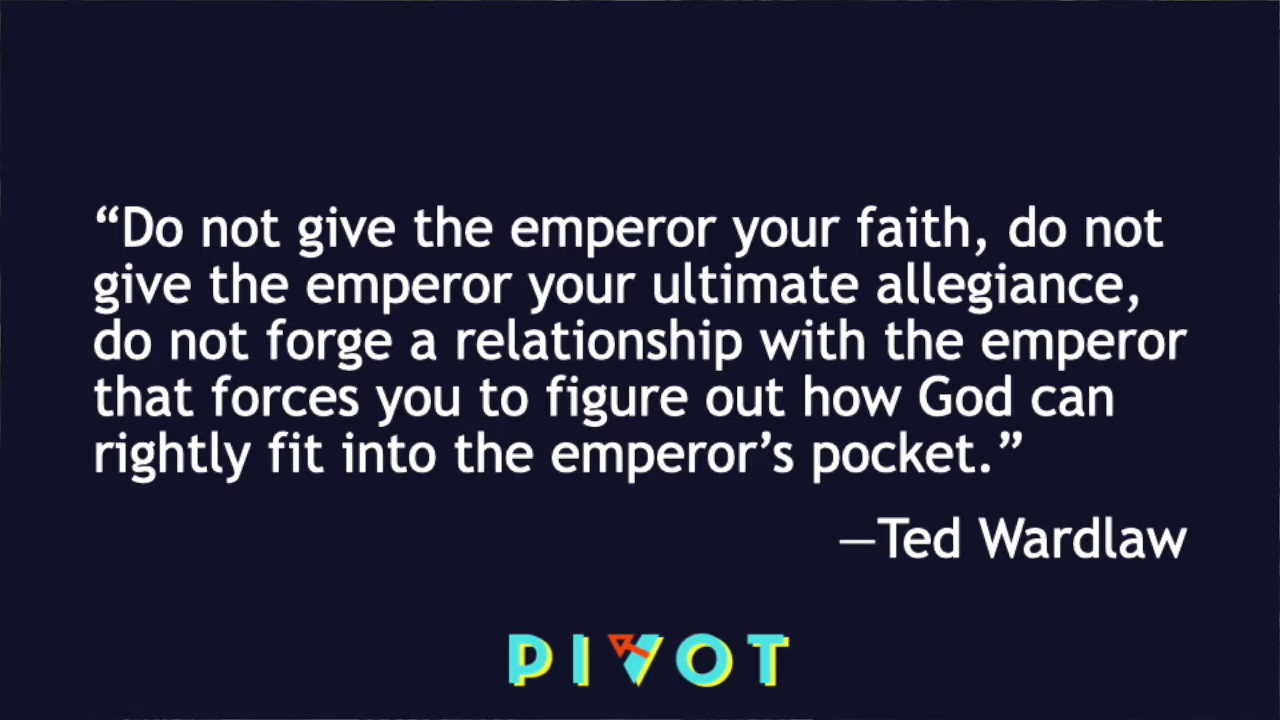 “Do not give the emperor your faith, do not
give the emperor your ultimate allegiance,
do not forge a relationship with the emperor
that forces you to figure out how God can
rightly fit into the emperor’s pocket.”
—Ted Wardlaw
PIVOT